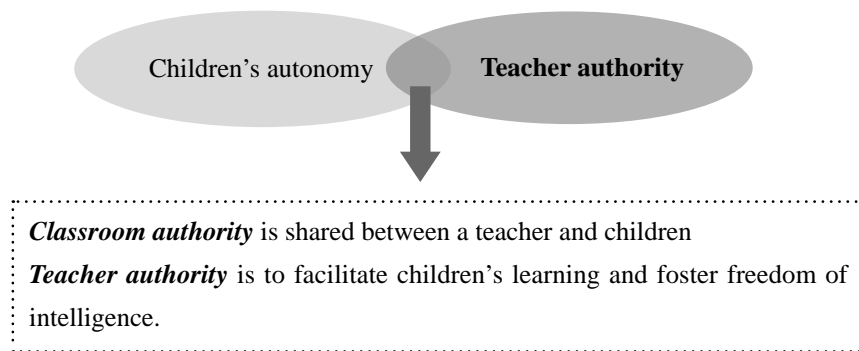 Children’s autonomy
Teacher authority
Classroom authority is shared between a teacher and children
Teacher authority is to facilitate children’s learning and foster freedom of
intelligence.